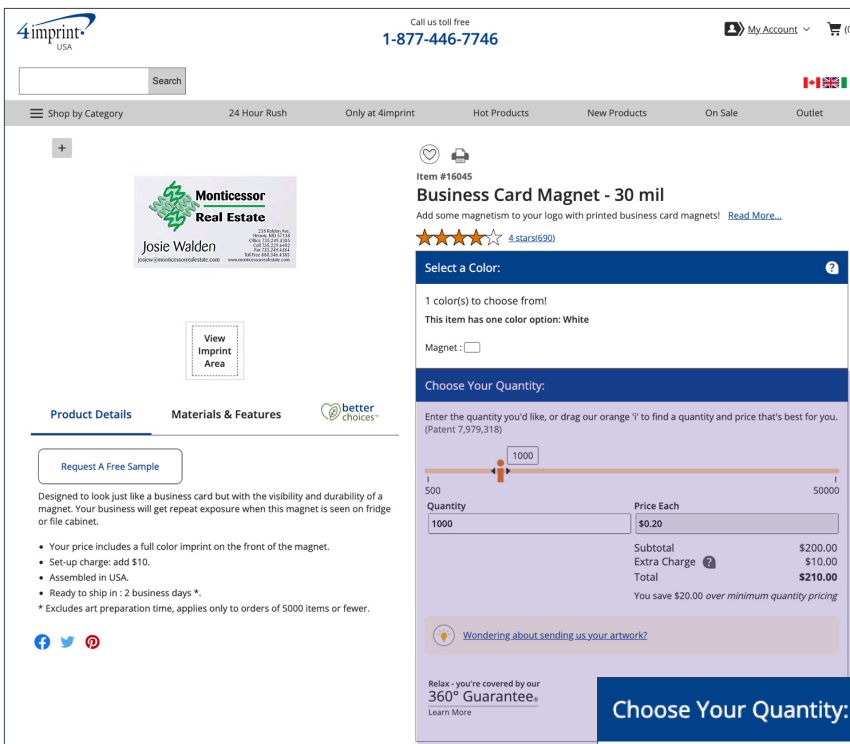 4imprint
USA
Call us toll free
1-877-446-7746
My Account
Search
Shop by Category
24 Hour Rush
Only at 4imprint
Hot Products
New Products
On Sale
Outlet
+
Monticessor
Real Estate
Josie Walden
Item #16045
Business Card Magnet - 30 mil
Add some magnetism to your logo with printed business card magnets! Read More...
4 stars(690)
Select a Color:
?
1 color(s) to choose from!
This item has one color option: White
Magnet :
View
Imprint
Area
Product Details
Materials & Features
better
choices™
Request A Free Sample
Designed to look just like a business card but with the visibility and durability of a
magnet. Your business will get repeat exposure when this magnet is seen on fridge
or file cabinet.
• Your price includes a full color imprint on the front of the magnet.
• Set-up charge: add $10.
• Assembled in USA.
• Ready to ship in : 2 business days *.
* Excludes art preparation time, applies only to orders of 5000 items or fewer.
Choose Your Quantity:
Enter the quantity you'd like, or drag our orange 'i' to find a quantity and price that's best for you.
(Patent 7,979,318)
1000
500
50000
Quantity
Price Each
1000
$0.20
Subtotal $200.00
Extra Charge ? $10.00
Total $210.00
You save $20.00 over minimum quantity pricing
Wondering about sending us your artwork?
Relax - you're covered by our
360° Guarantee®
Learn More
Choose Your Quantity: